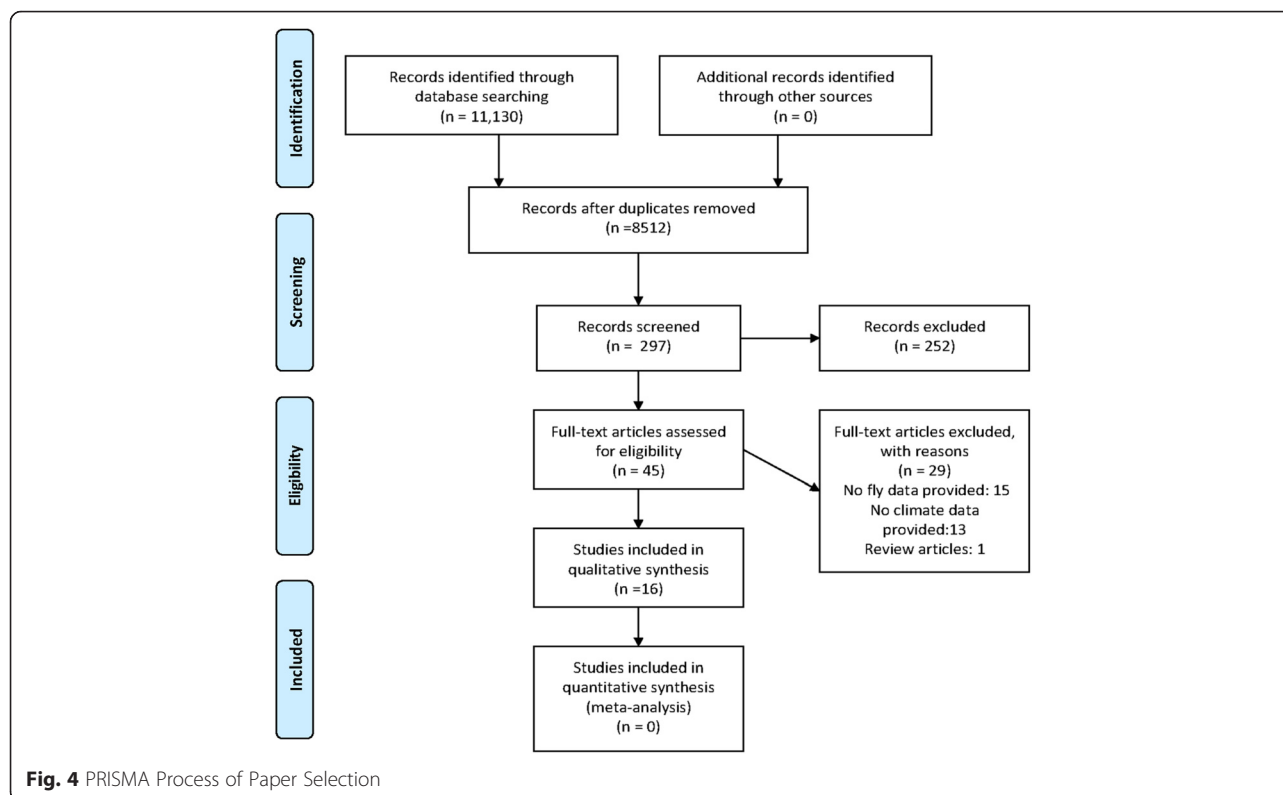 Identification
Records identified through
database searching
(n = 11,130)
Additional records identified
through other sources
(n = 0)
Records after duplicates removed
(n =8512)
Screening
Records screened
(n = 297)
Records excluded
(n = 252)
Eligibility
Full-text articles assessed
for eligibility
(n = 45)
Full-text articles excluded,
with reasons
(n = 29)
No fly data provided: 15
No climate data
provided:13
Review articles: 1
Studies included in
qualitative synthesis
(n =16)
Included
Studies included in
quantitative synthesis
(meta-analysis)
(n = 0)
Fig. 4 PRISMA Process of Paper Selection